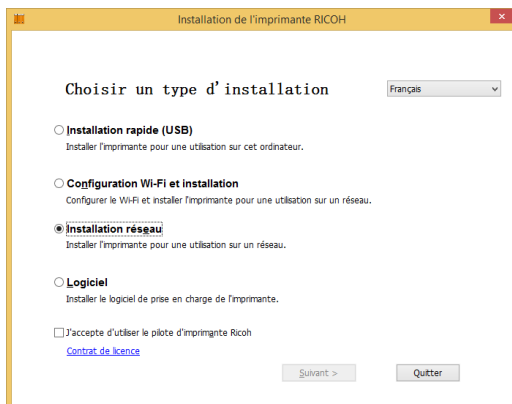 Installation de l'imprimante RICOH
Choisir un type d'installation
Français
Installation rapide (USB)
Installer l'imprimante pour une utilisation sur cet ordinateur.
Configuration Wi-Fi et installation
Configurer le Wi-Fi et installer l'imprimante pour une utilisation sur un réseau.
Installation réseau
Installer l'imprimante pour une utilisation sur un réseau.
Logiciel
Installer le logiciel de prise en charge de l'imprimante.
J'accepte d'utiliser le pilote d'imprimante Ricoh
Contrat de licence
Suivant >
Quitter